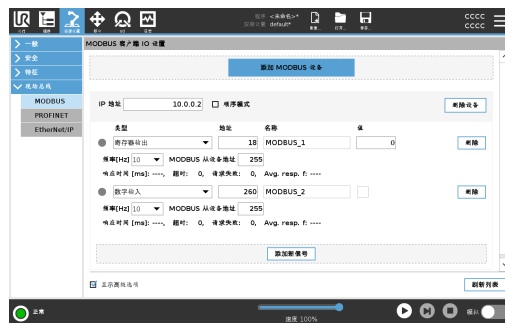 程序 <未命名>*
安装设置 default*
新建... 打开... 保存...
CCCC
CCCC
运行 程序 安装设置 移动 I/O 日志
> 一般
> 安全
> 特征
现场总线
MODBUS
PROFINET
EtherNet/IP
MODBUS 客户端 IO 设置
添加 MODBUS 设备
IP 地址 10.0.0.2 顺序模式 删除设备
类型 地址 名称 值
寄存器输出 18 MODBUS_1 0 删除
频率[Hz] 10 MODBUS 从设备地址 255
响应时间 [ms]: ----, 超时: 0, 请求失败: 0, Avg. resp. f: ----
数字输入 260 MODBUS_2 删除
频率[Hz] 10 MODBUS 从设备地址 255
响应时间 [ms]: ----, 超时: 0, 请求失败: 0, Avg. resp. f: ----
添加新信号
显示高级选项 刷新列表
正常
速度 100%
模拟